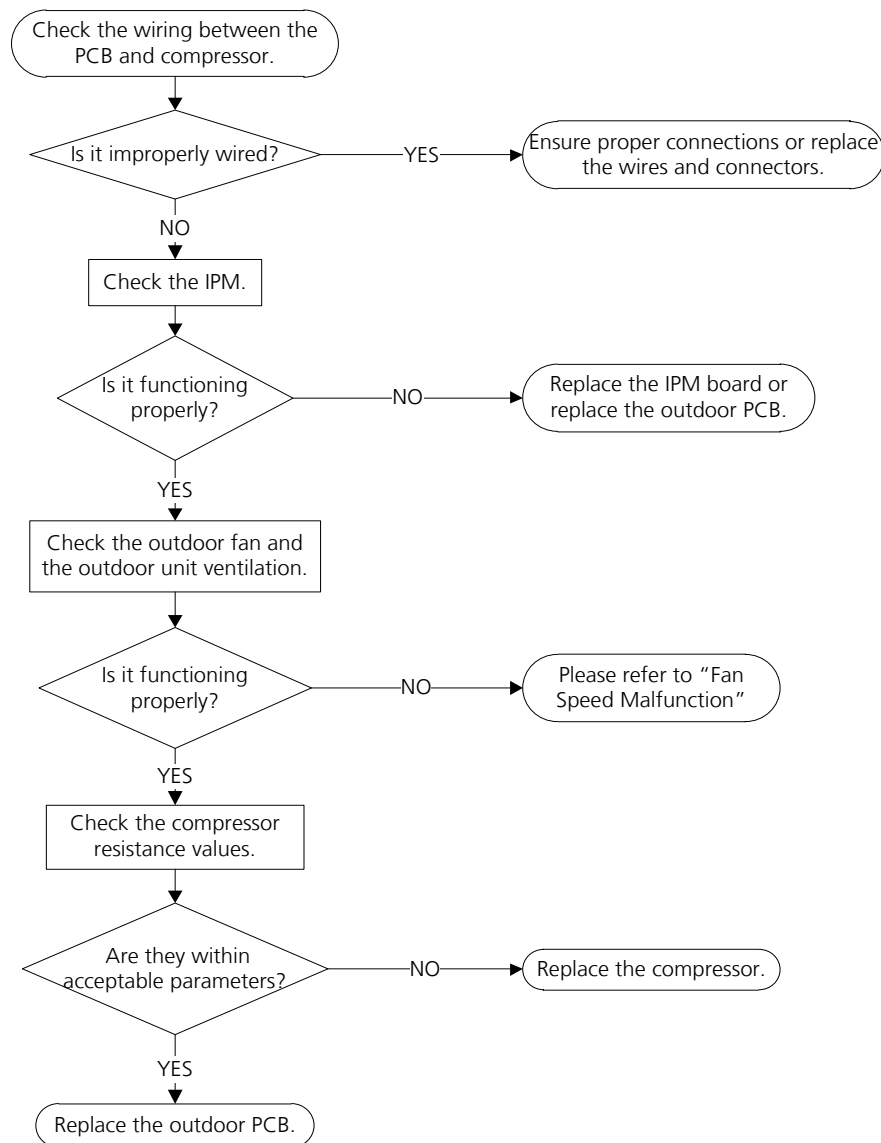 Check the wiring between the
PCB and compressor.
Is it improperly wired?
YES
Ensure proper connections or replace
the wires and connectors.
NO
Check the IPM.
Is it functioning
properly?
NO
Replace the IPM board or
replace the outdoor PCB.
YES
Check the outdoor fan and
the outdoor unit ventilation.
Is it functioning
properly?
NO
Please refer to “Fan
Speed Malfunction”
YES
Check the compressor
resistance values.
Are they within
acceptable parameters?
NO
Replace the compressor.
YES
Replace the outdoor PCB.